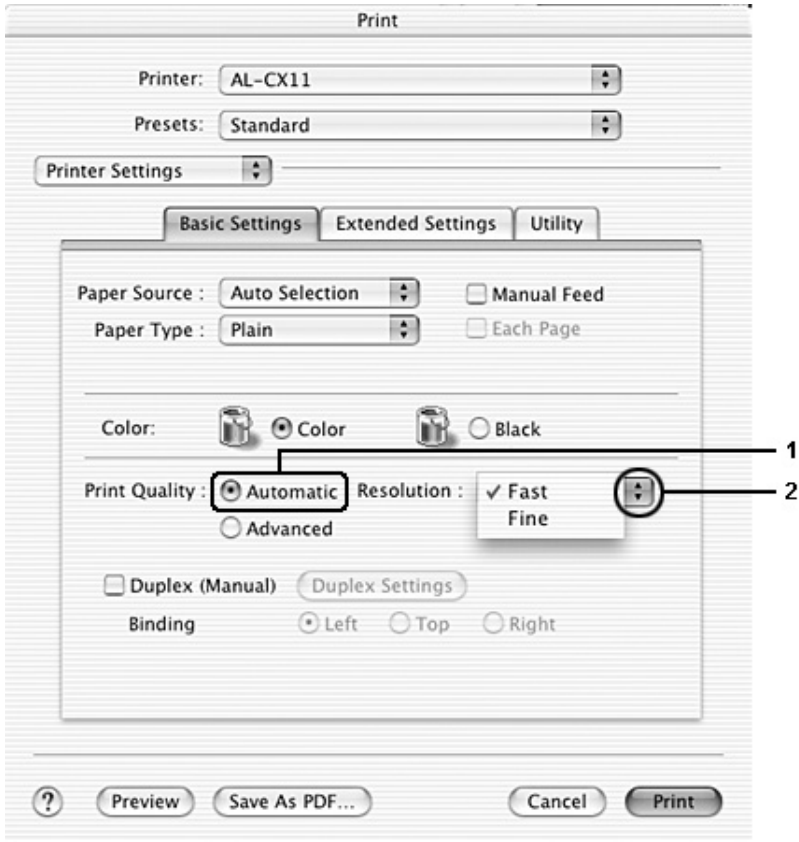 Print
Printer: AL-CX11
Presets: Standard
Printer Settings
Basic Settings Extended Settings Utility
Paper Source : Auto Selection Manual Feed
Paper Type : Plain Each Page
Color: Color Black
1
Print Quality : Automatic Resolution : ✓ Fast 2
Advanced Fine
Duplex (Manual) Duplex Settings
Binding Left Top Right
? Preview Save As PDF... Cancel Print